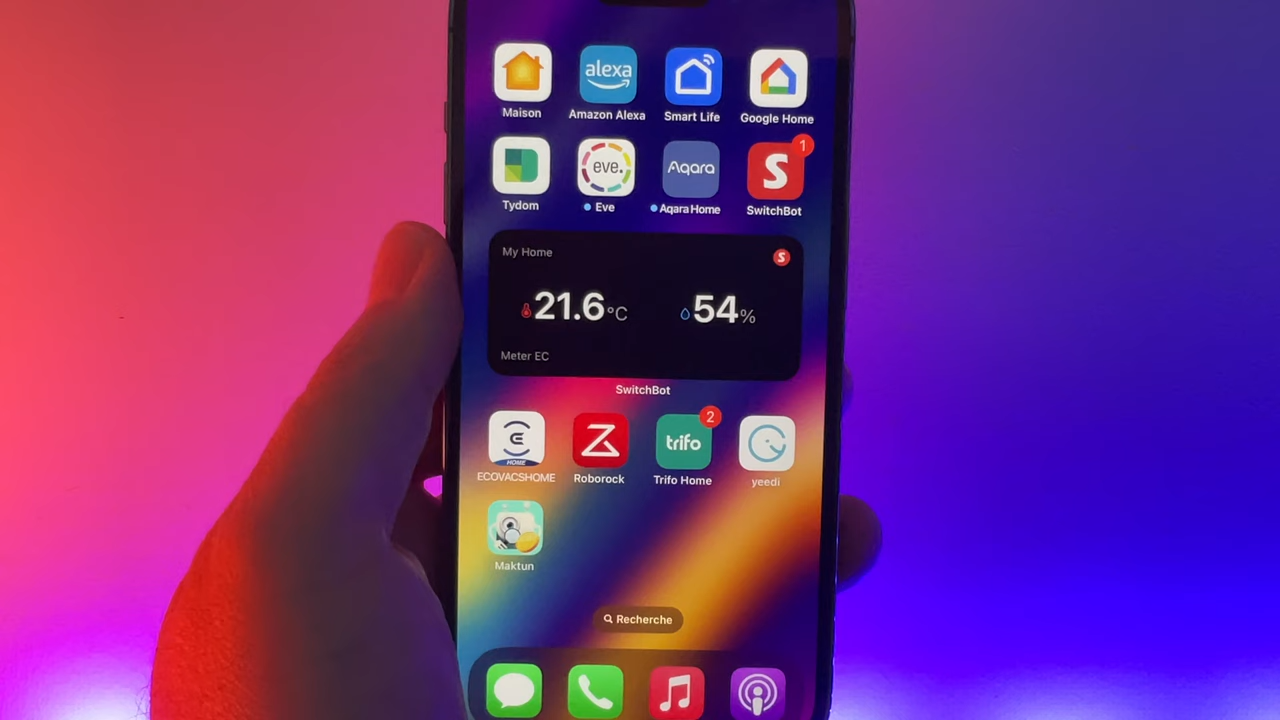 alexa
Maison
Amazon Alexa
Smart Life
Google Home
eve.
Aqara
S
1
Tydom
Eve
Aqara Home
SwitchBot
My Home
S
21.6°C
54%
Meter EC
SwitchBot
HOME
trifo
2
ECOVACSHOME
Roborock
Trifo Home
yeedi
Maktun
Recherche